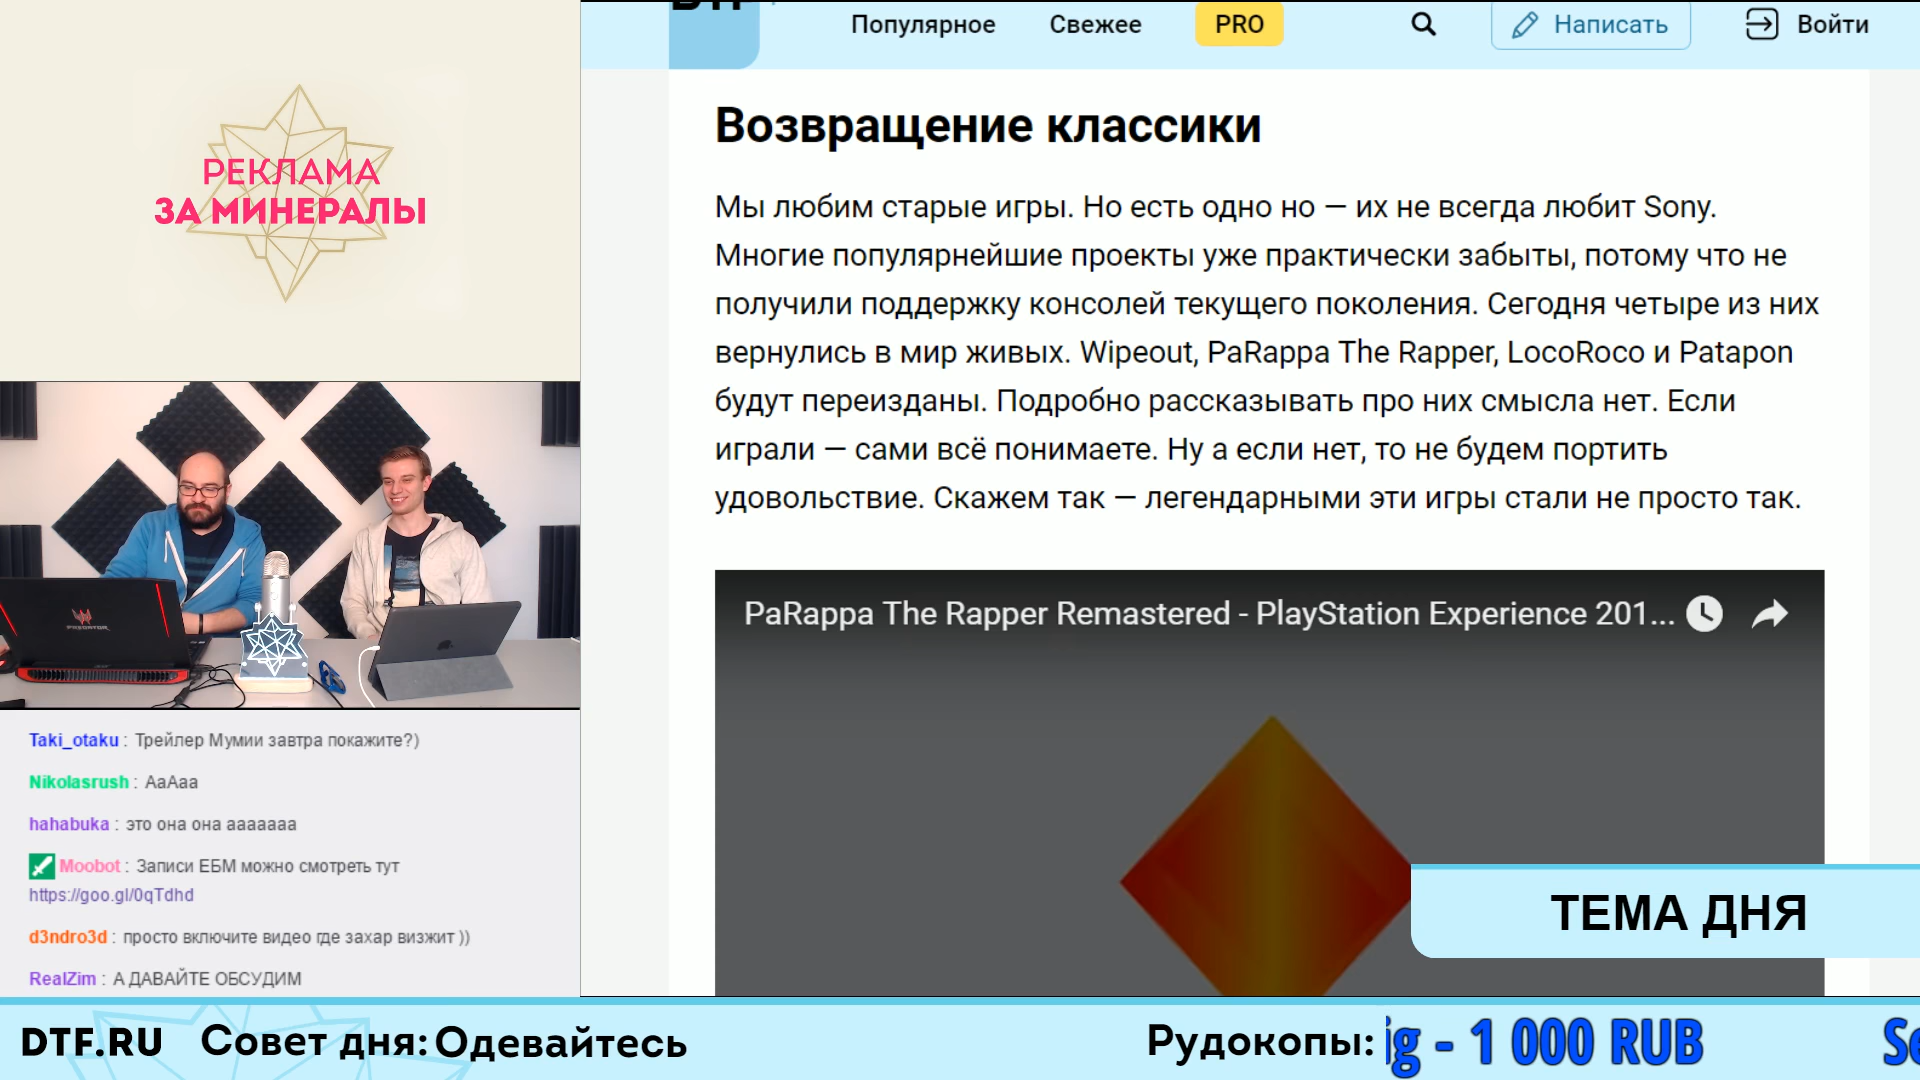 РЕКЛАМА
ЗА МИНЕРАЛЫ
Популярное Свежее PRO Написать Войти
Возвращение классики
Мы любим старые игры. Но есть одно но — их не всегда любит Sony.
Многие популярнейшие проекты уже практически забыты, потому что не
получили поддержку консолей текущего поколения. Сегодня четыре из них
вернулись в мир живых. Wipeout, PaRappa The Rapper, LocoRoco и Patapon
будут переизданы. Подробно рассказывать про них смысла нет. Если
играли — сами всё понимаете. Ну а если нет, то не будем портить
удовольствие. Скажем так — легендарными эти игры стали не просто так.
PaRappa The Rapper Remastered - PlayStation Experience 201...
PREDATOR
acer
Taki_otaku : Трейлер Мумии завтра покажите?)
Nikolasrush : АаАаа
hahabuka : это она она ааааааа
Moobot : Записи ЕБМ можно смотреть тут
https://goo.gl/0qTdhd
d3ndro3d : просто включите видео где захар визжит ))
RealZim : А ДАВАЙТЕ ОБСУДИМ
ТЕМА ДНЯ
DTF.RU Совет дня: Одевайтесь
Рудокопы: ig - 1 000 RUB